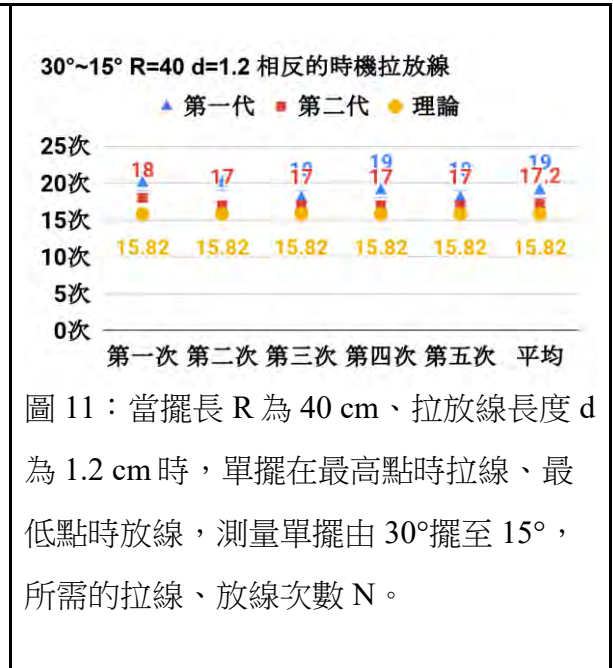 30°~15° R=40 d=1.2 相反的時機拉放線
第一代 第二代 理論
25次
20次
15次
10次
5次
0次
18 17 17 19 17 17 19 17.2
15.82 15.82 15.82 15.82 15.82 15.82
第一次 第二次 第三次 第四次 第五次 平均
圖 11：當擺長 R 為 40 cm、拉放線長度 d
為 1.2 cm 時，單擺在最高點時拉線、最
低點時放線，測量單擺由 30°擺至 15°，
所需的拉線、放線次數 N。